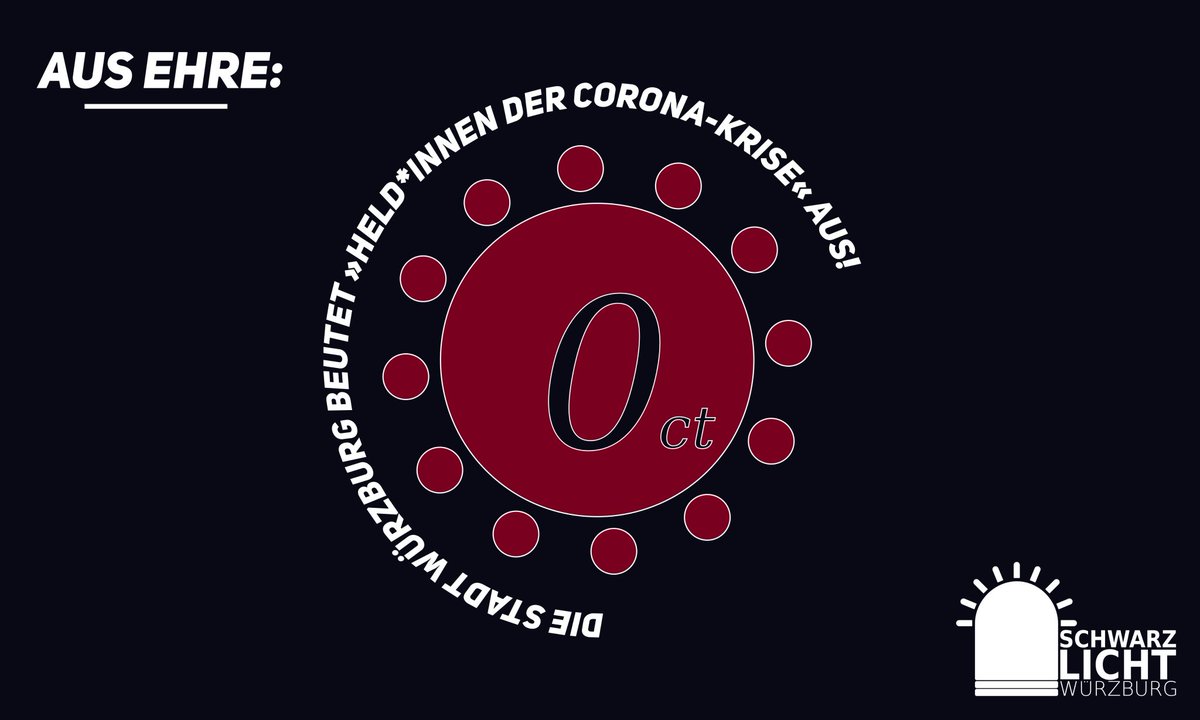 AUS EHRE:
DIE STADT WÜRZBURG BEUTET »HELD*INNEN DER CORONA-KRISE« AUS!
0 ct
SCHWARZ
LICHT
WÜRZBURG